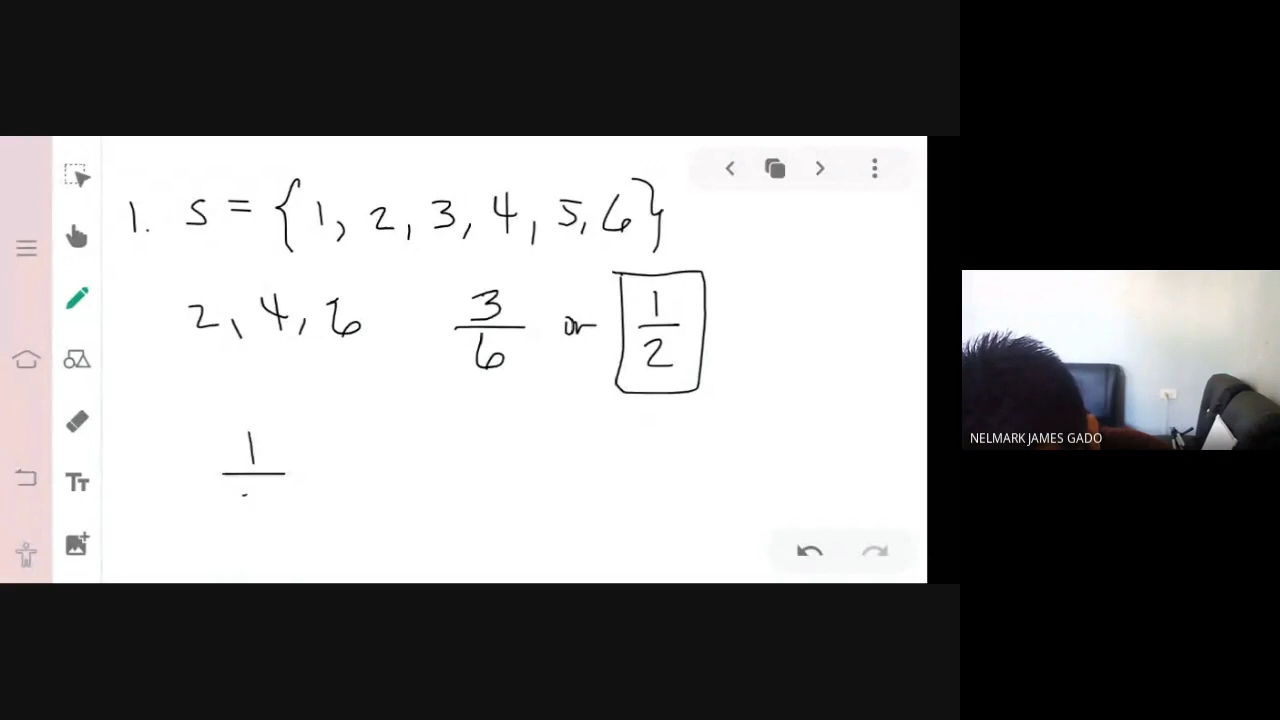 1. S = {1, 2, 3, 4, 5, 6}
2, 4, 6 3/6 or 1/2
1
Tт
NELMARK JAMES GADO